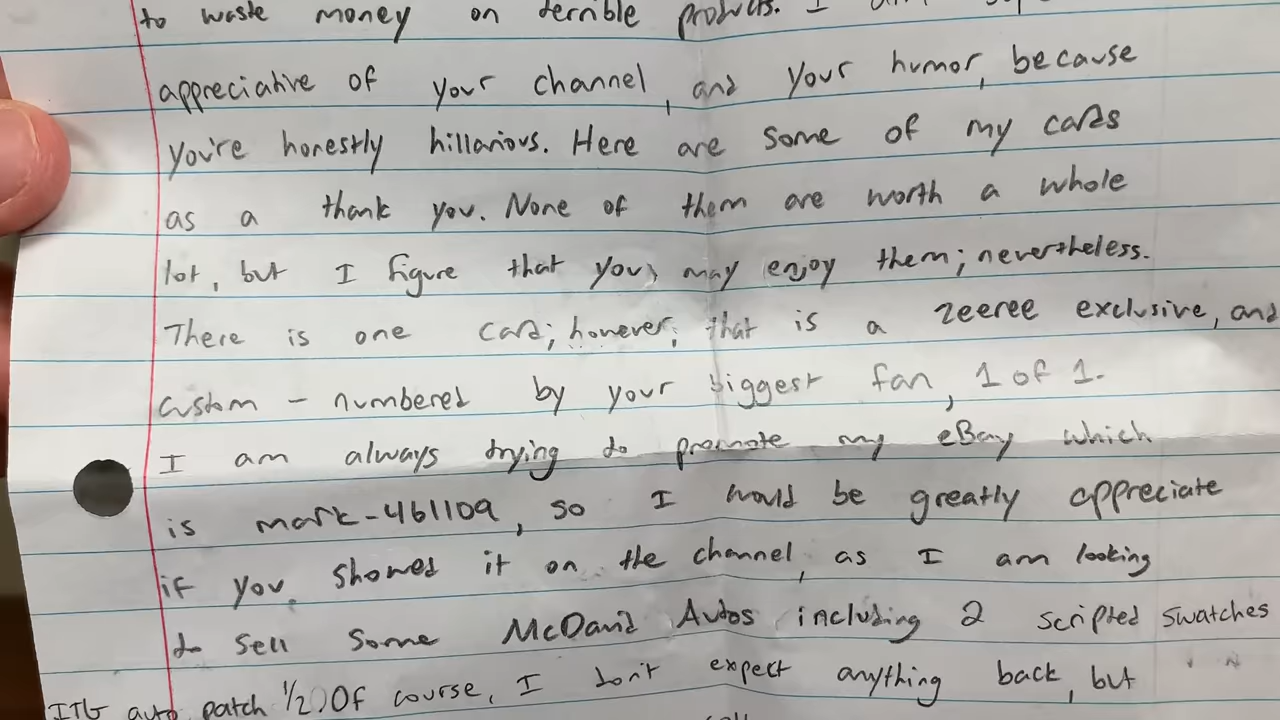 to waste money on terrible products. I am
appreciative of your channel, and your humor, because
you're honestly hillarious. Here are some of my cards
as a thank you. None of them are worth a whole
lot, but I figure that you, may enjoy them; nevertheless.
There is one card; however; that is a zeeree exclusive, and
custom - numbered by your biggest fan, 1 of 1.
I am always trying to promote my eBay which
is mark-461109, so I would be greatly appreciate
if you showed it on the channel, as I am looking
to sell some McDavid Autos including 2 scripted swatches
ITG auto patch 1/2) Of course, I don't expect anything back, but